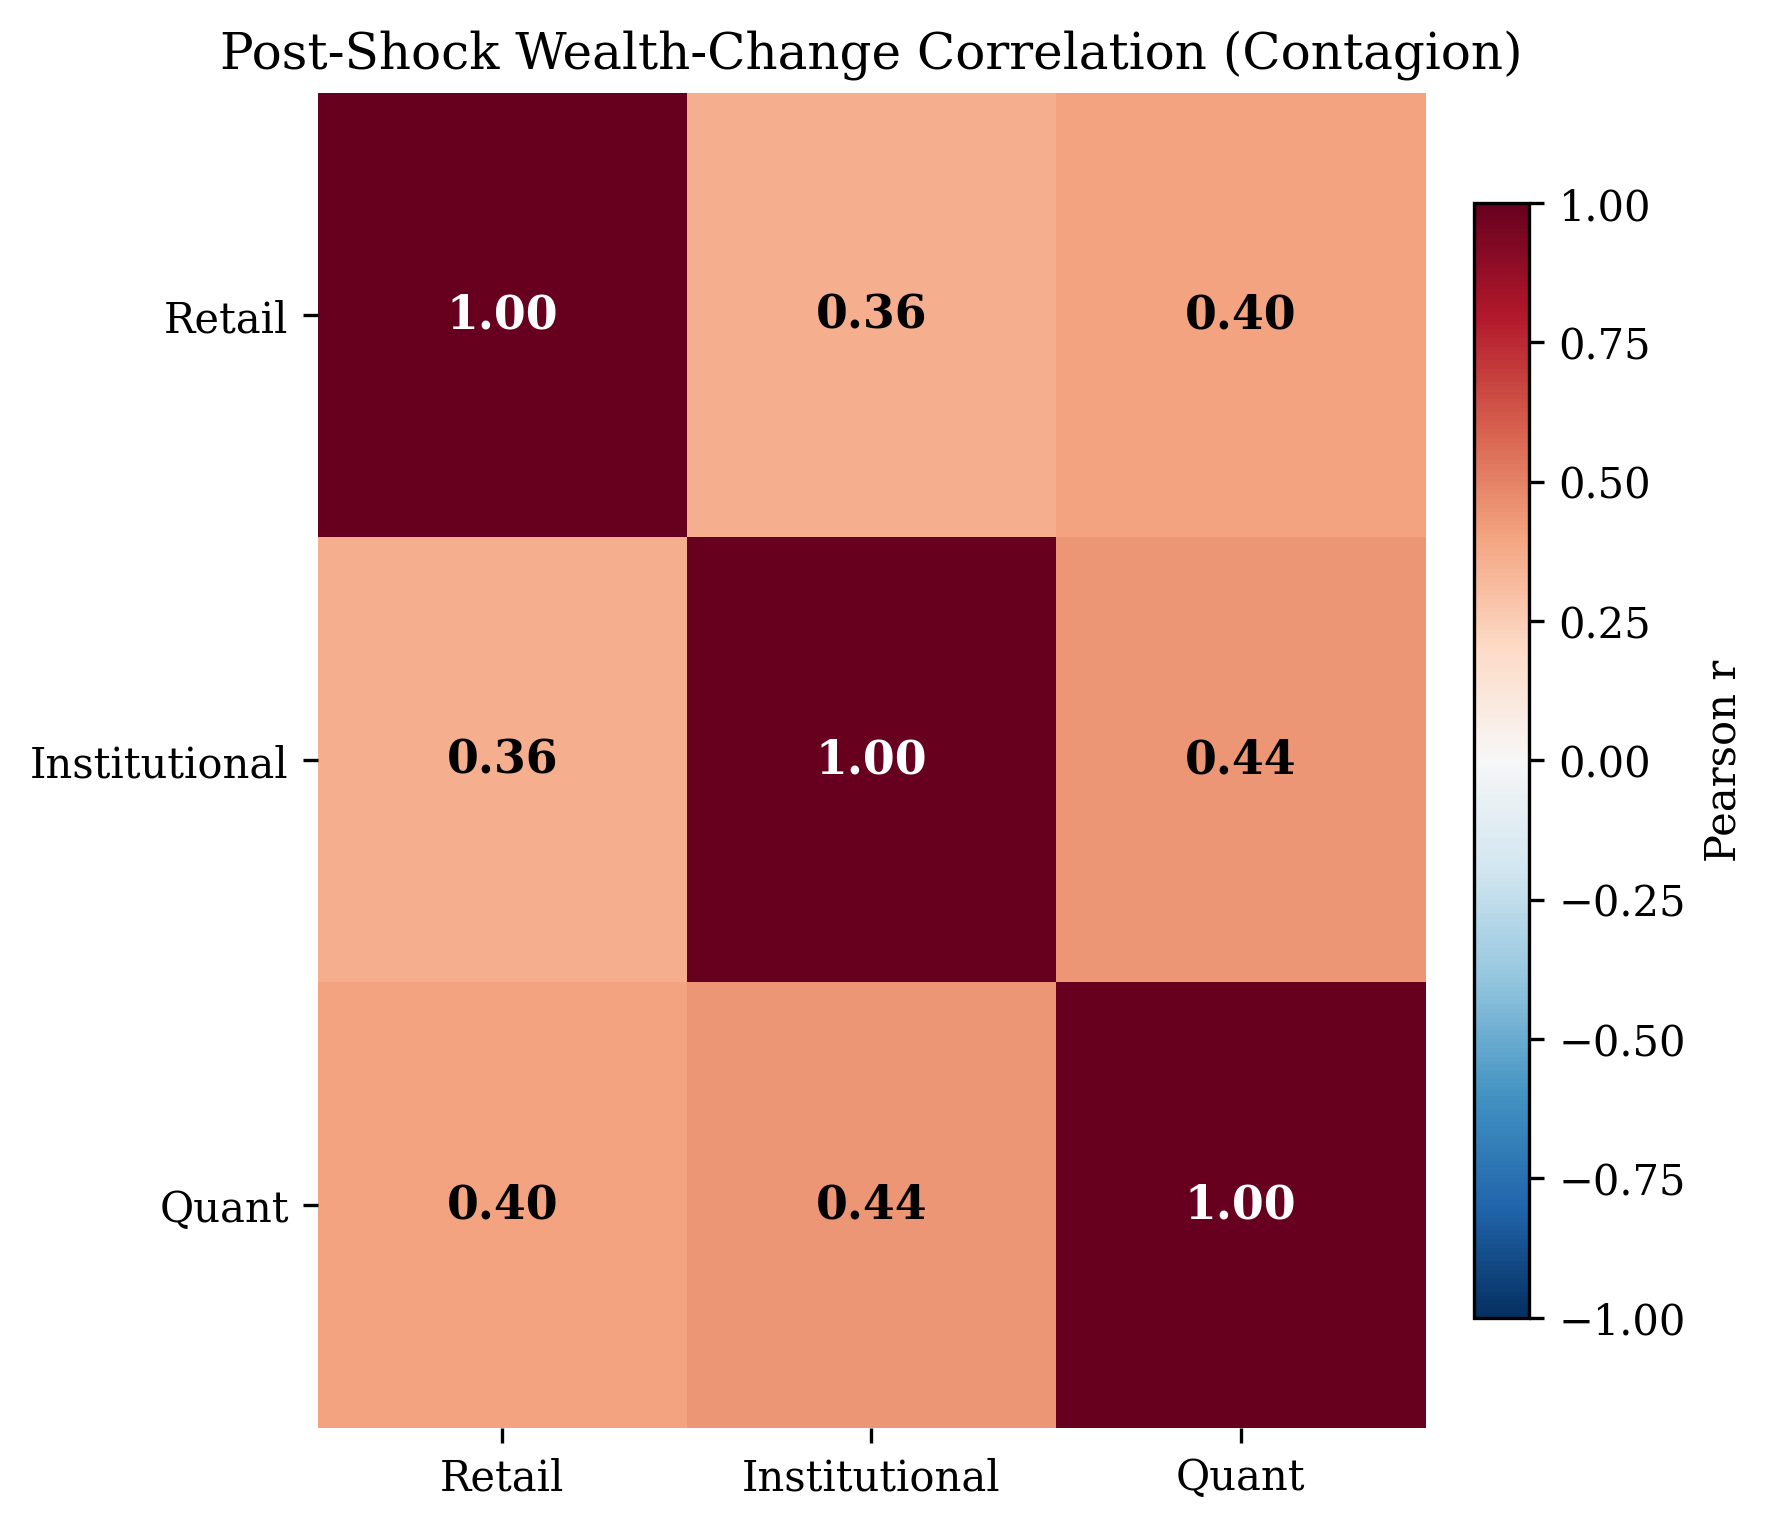 Post-Shock Wealth-Change Correlation (Contagion)
Retail
1.00 0.36 0.40
Institutional
0.36 1.00 0.44
Quant
0.40 0.44 1.00
Retail Institutional Quant
1.00
0.75
0.50
0.25
0.00
−0.25
−0.50
−0.75
−1.00
Pearson r